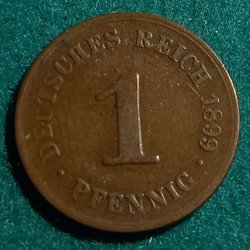 DEUTSCHES REICH 1899
1
PFENNIG